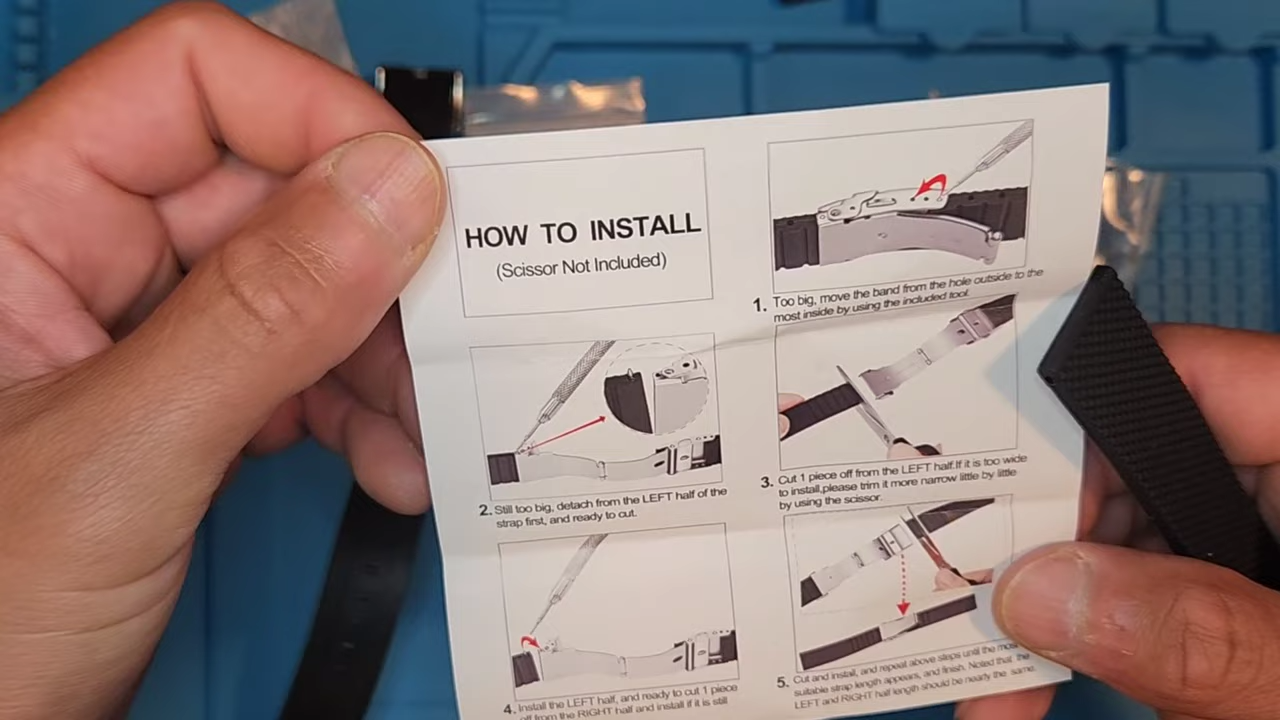 HOW TO INSTALL
(Scissor Not Included)
1. Too big, move the band from the hole outside to the
most inside by using the included tool.
2. Still too big, detach from the LEFT half of the
strap first, and ready to cut.
3. Cut 1 piece off from the LEFT half.If it is too wide
to install,please trim it more narrow little by little
by using the scissor.
4. Install the LEFT half, and ready to cut 1 piece
off from the RIGHT half and install if it is still
5. Cut and install, and repeat above steps until the most
suitable strap length appears, and finish. Noted that the
LEFT and RIGHT half length should be nearly the same.